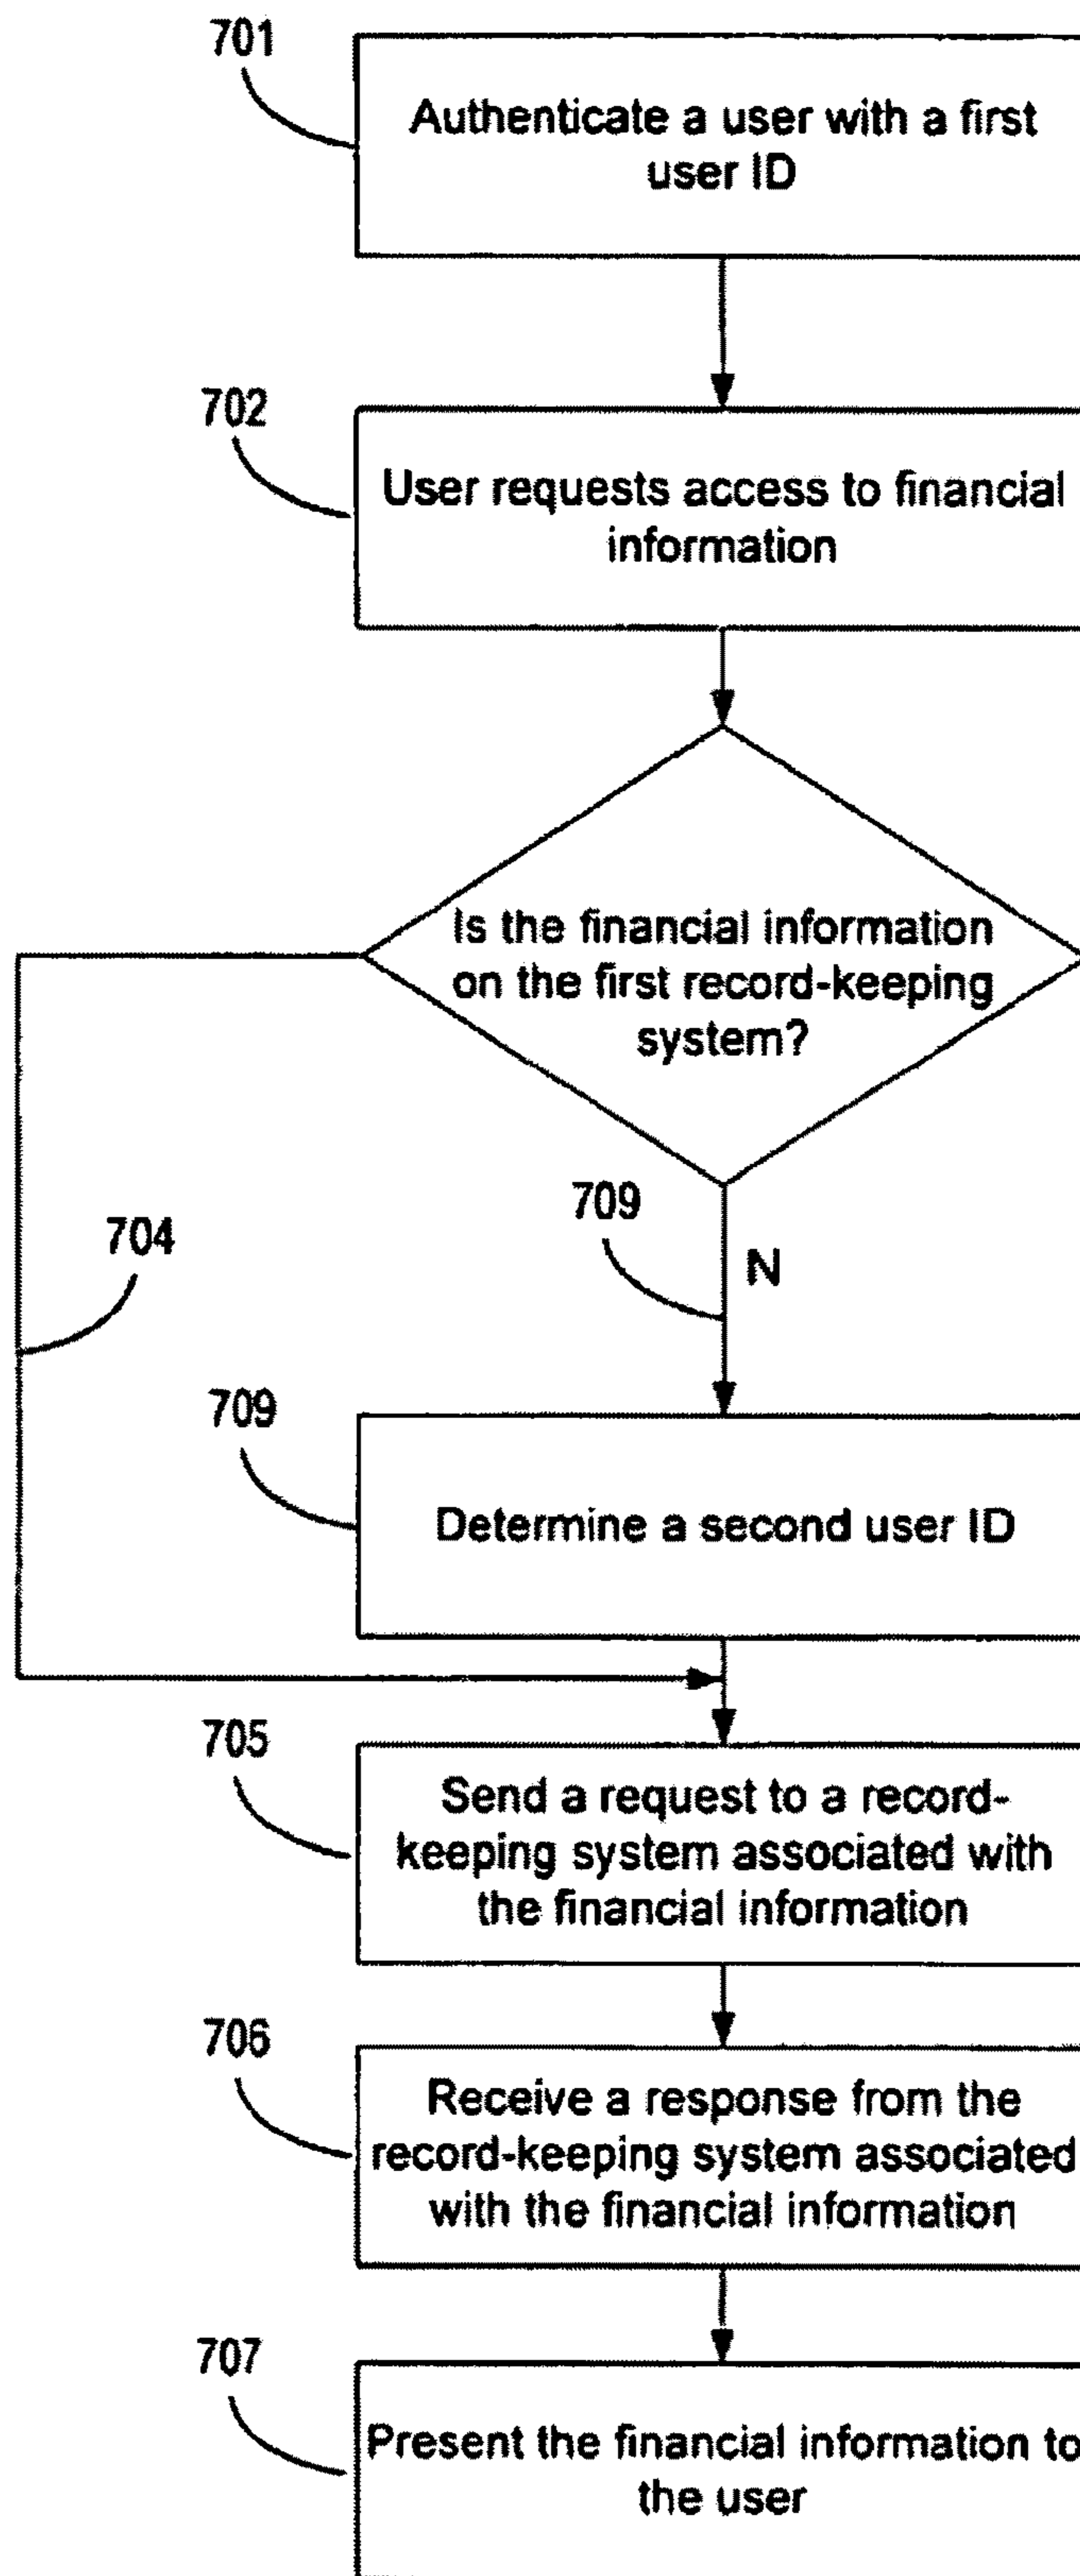 701
Authenticate a user with a first
user ID
702
User requests access to financial
information
Is the financial information
on the first record-keeping
system?
709
N
704
709
Determine a second user ID
705
Send a request to a record-
keeping system associated with
the financial information
706
Receive a response from the
record-keeping system associated
with the financial information
707
Present the financial information to
the user